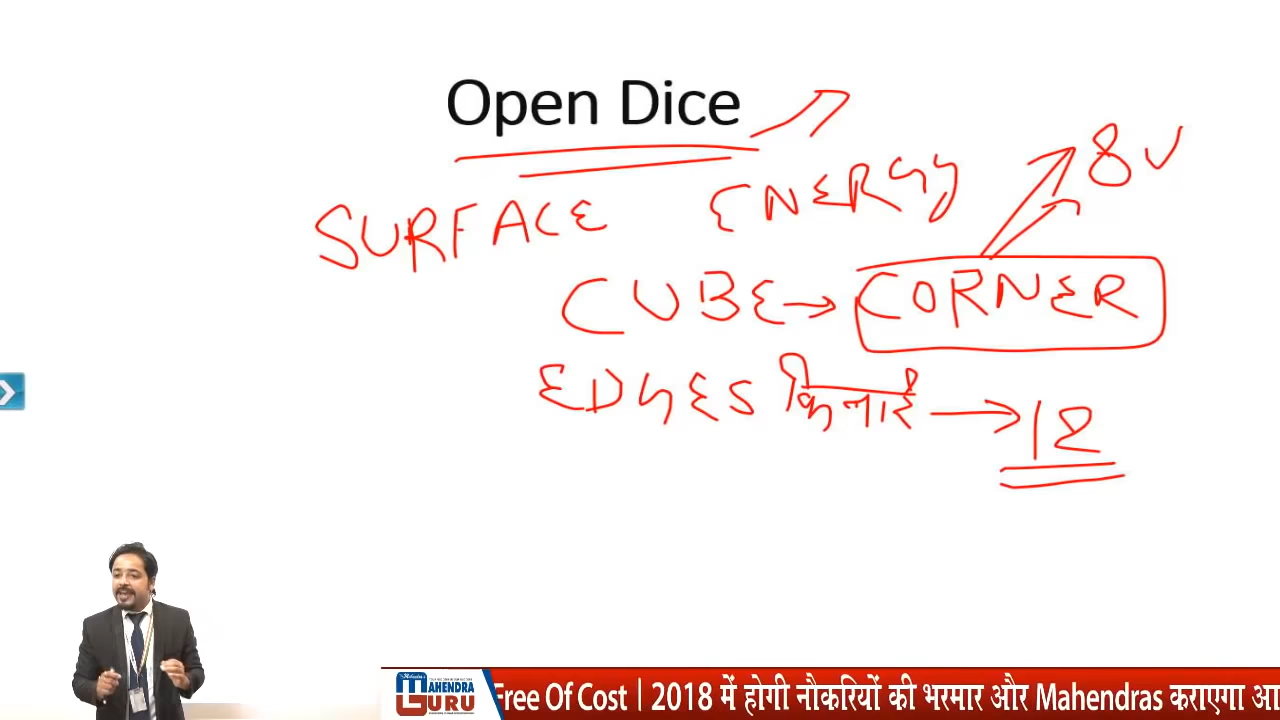 Open Dice
SURFACE ENERGY
8
CUBE → CORNER
EDGES किनारे → 12
MAHENDRA GURU
Free Of Cost | 2018 में होगी नौकरियों की भरमार और Mahendras कराएगा आ